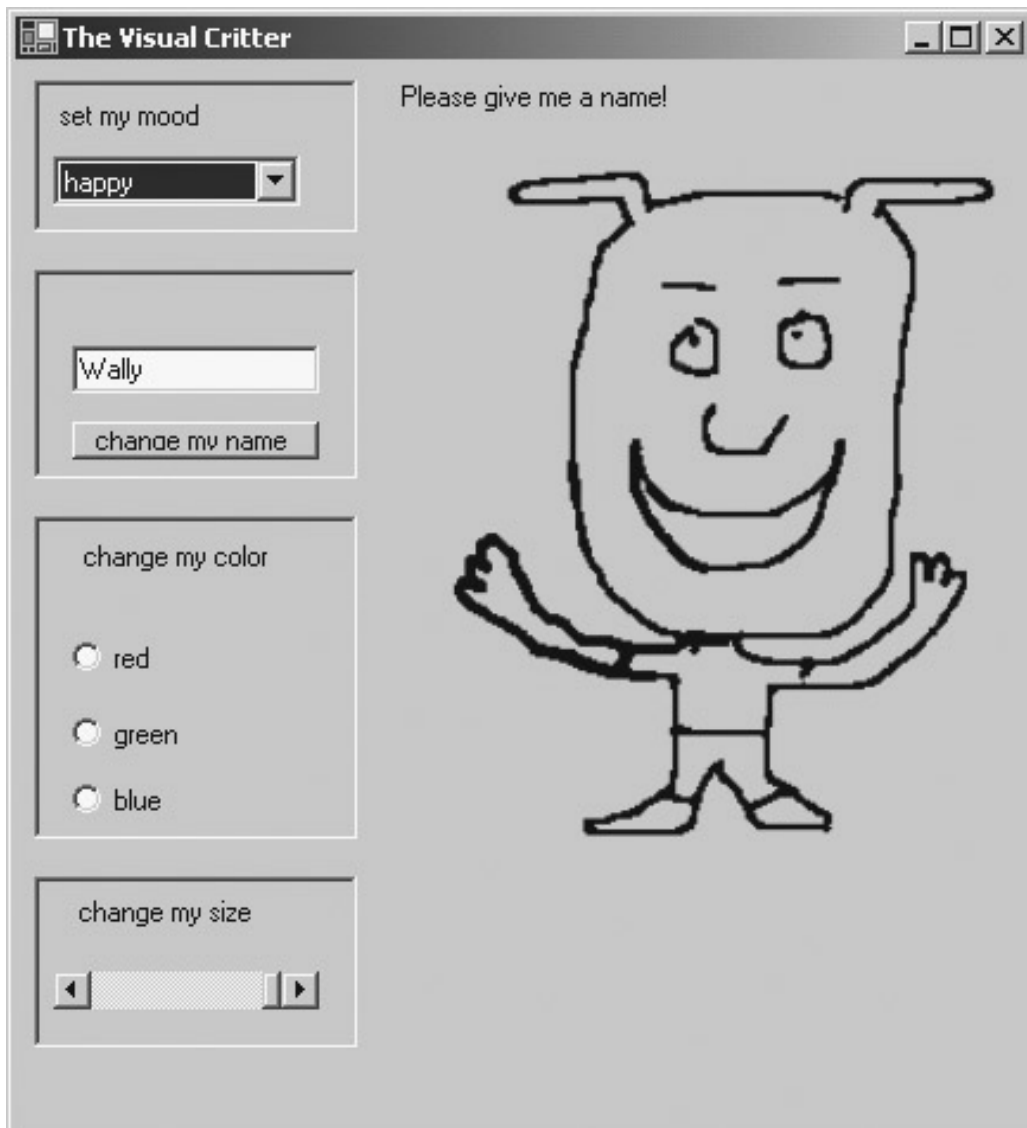 The Visual Critter
set my mood
happy
Please give me a name!
Wally
change my name
change my color
red
green
blue
change my size